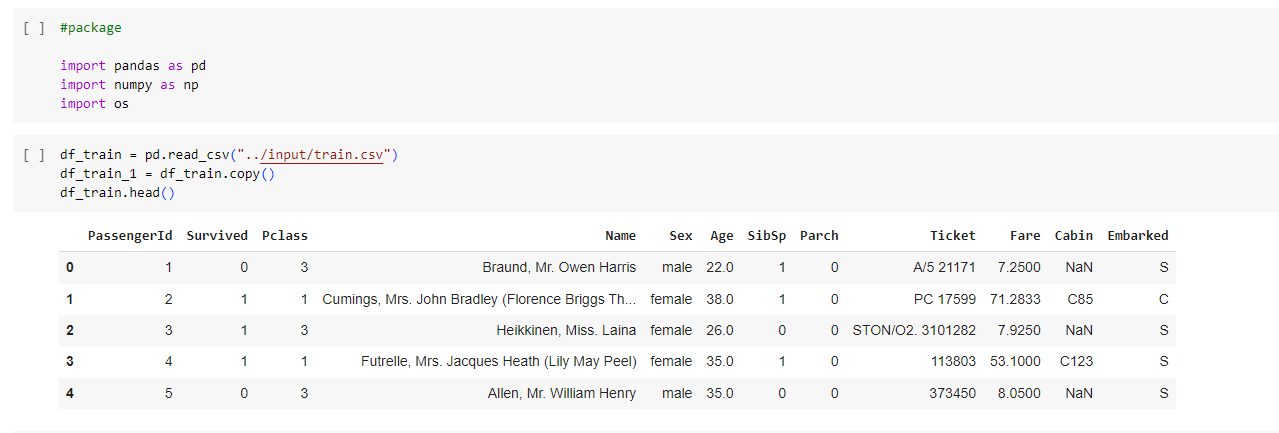 [ ] #package
import pandas as pd
import numpy as np
import os
[ ] df_train = pd.read_csv("../input/train.csv")
df_train_1 = df_train.copy()
df_train.head()
PassengerId Survived Pclass Name Sex Age SibSp Parch Ticket Fare Cabin Embarked
0 1 0 3 Braund, Mr. Owen Harris male 22.0 1 0 A/5 21171 7.2500 NaN S
1 2 1 1 Cumings, Mrs. John Bradley (Florence Briggs Th... female 38.0 1 0 PC 17599 71.2833 C85 C
2 3 1 3 Heikkinen, Miss. Laina female 26.0 0 0 STON/O2. 3101282 7.9250 NaN S
3 4 1 1 Futrelle, Mrs. Jacques Heath (Lily May Peel) female 35.0 1 0 113803 53.1000 C123 S
4 5 0 3 Allen, Mr. William Henry male 35.0 0 0 373450 8.0500 NaN S